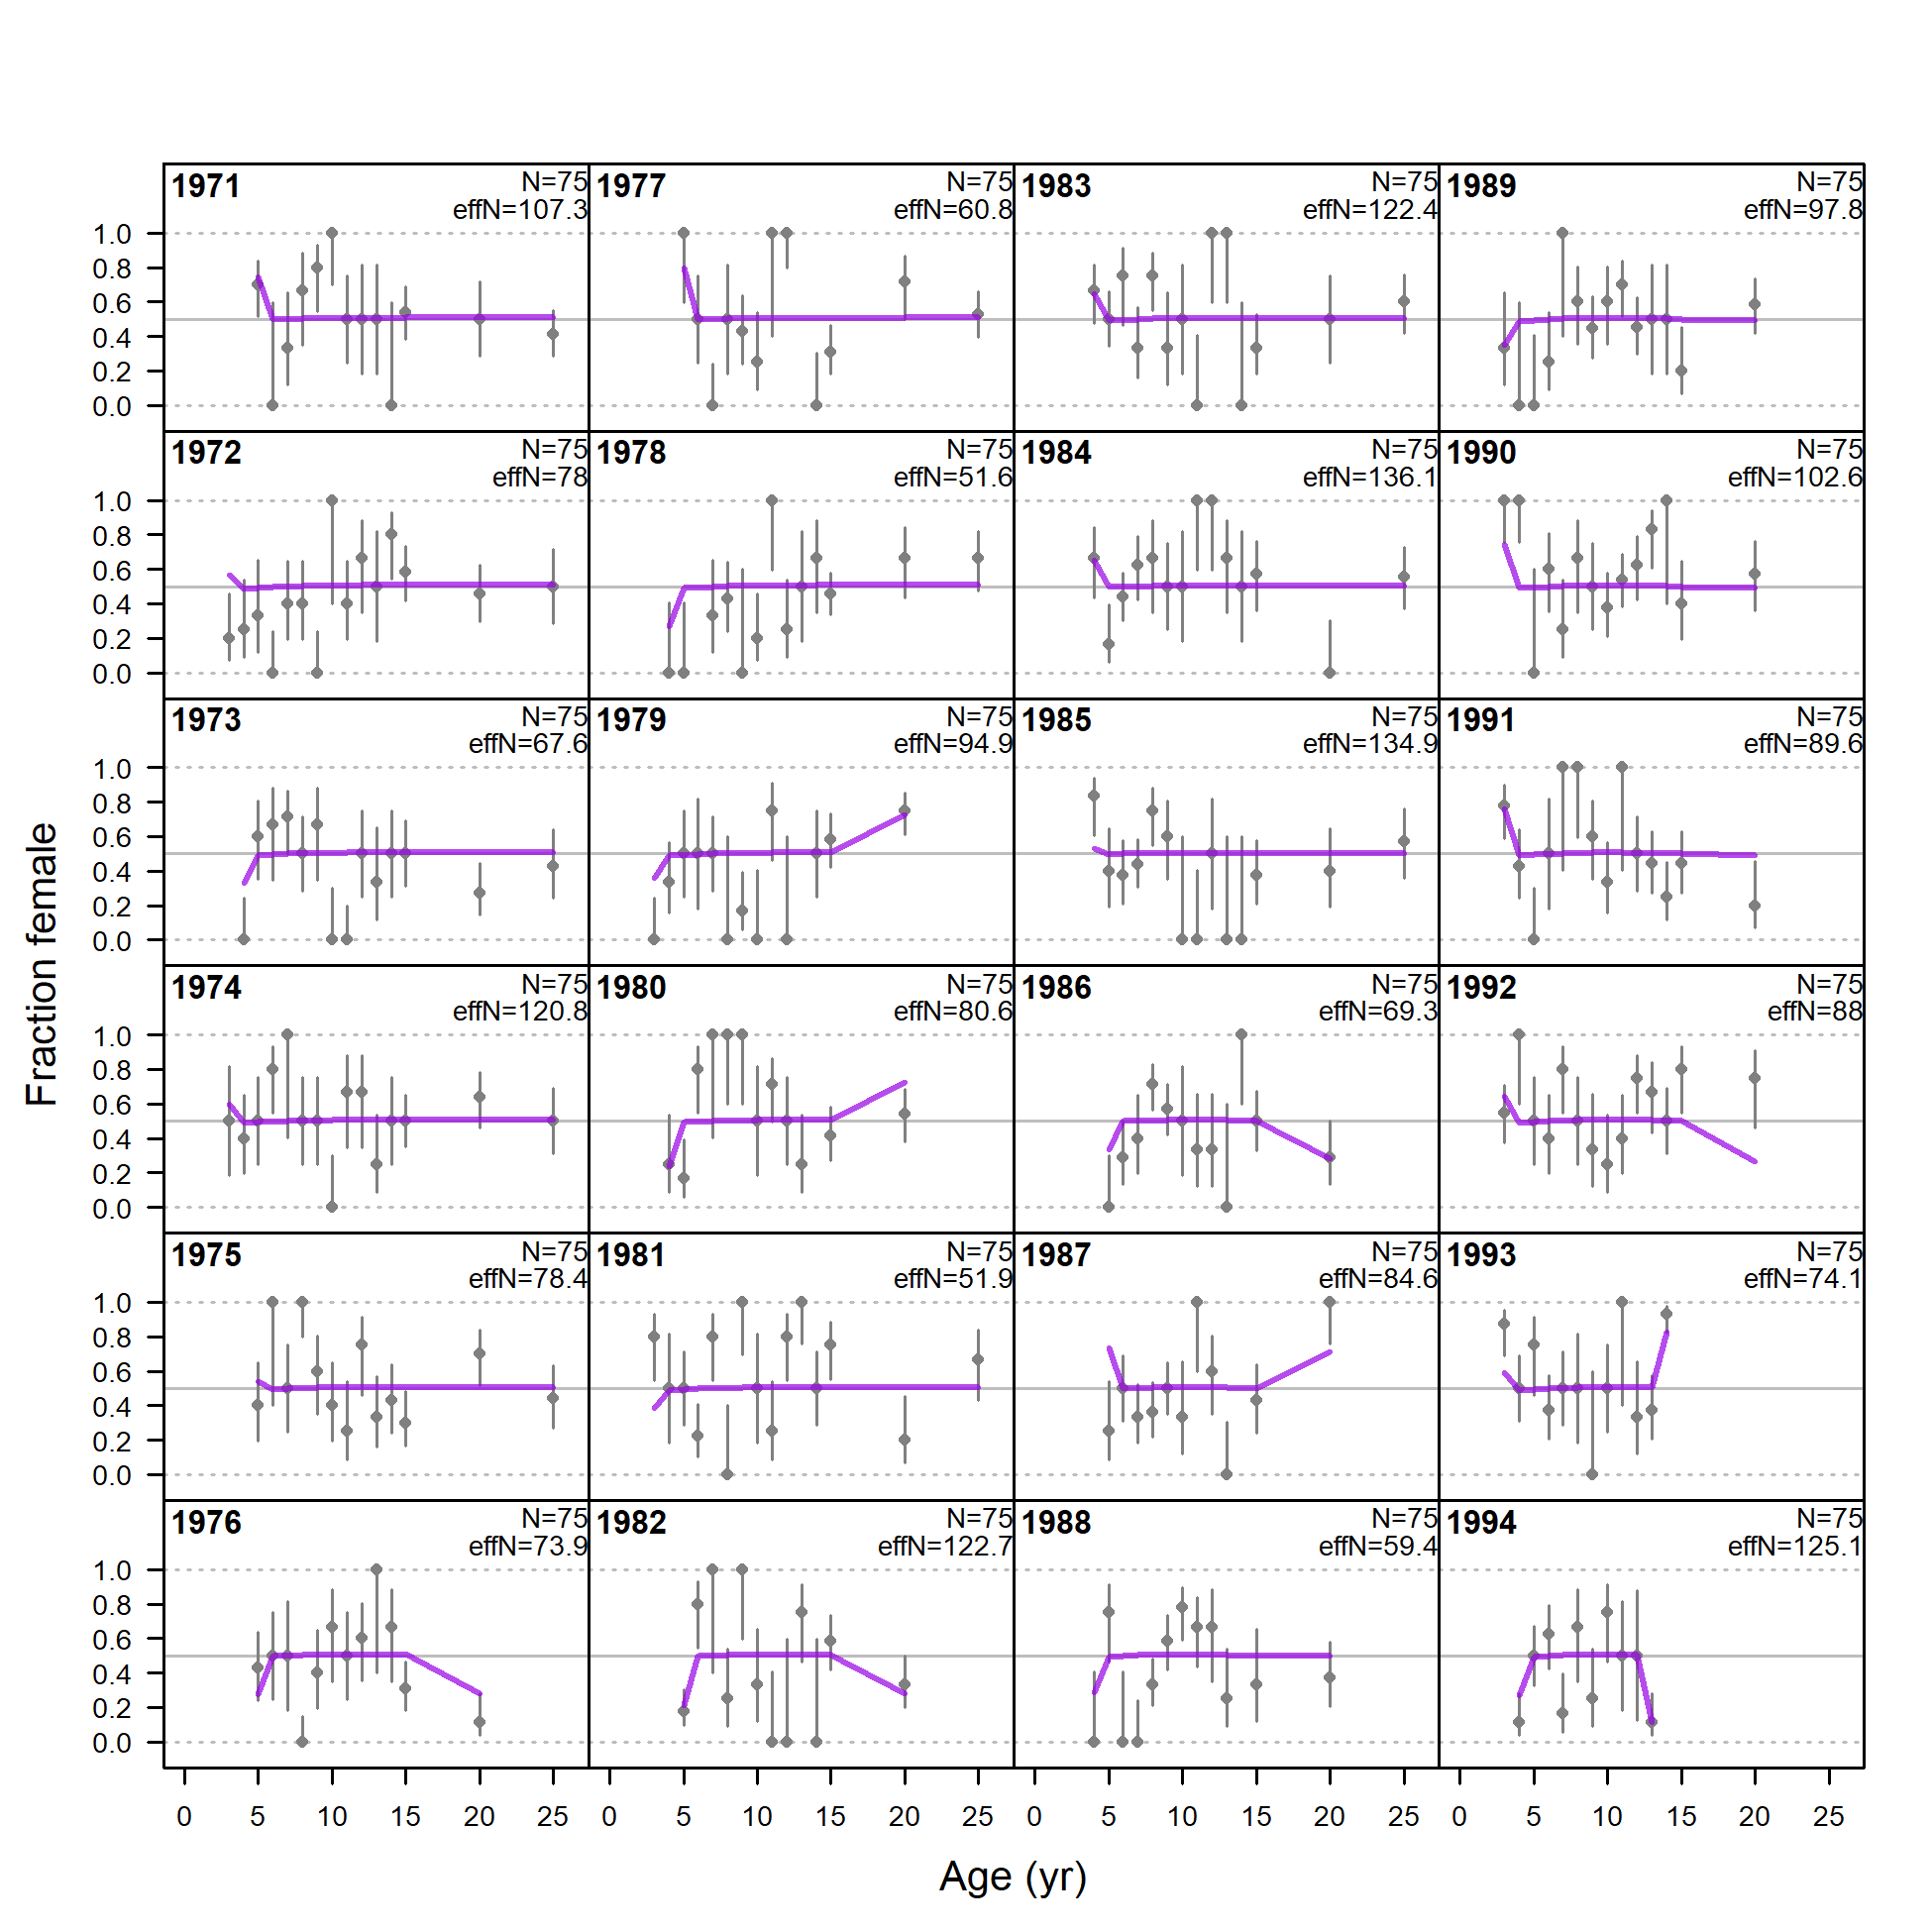 1971 N=75 1977 N=75 1983 N=75 1989 N=75
effN=107.3 effN=60.8 effN=122.4 effN=97.8
1.0
0.8
0.6
0.4
0.2
0.0
1972 N=75 1978 N=75 1984 N=75 1990 N=75
effN=78 effN=51.6 effN=136.1 effN=102.6
1.0
0.8
0.6
0.4
0.2
0.0
1973 N=75 1979 N=75 1985 N=75 1991 N=75
effN=67.6 effN=94.9 effN=134.9 effN=89.6
1.0
0.8
0.6
0.4
0.2
0.0
Fraction female
1974 N=75 1980 N=75 1986 N=75 1992 N=75
effN=120.8 effN=80.6 effN=69.3 effN=88
1.0
0.8
0.6
0.4
0.2
0.0
1975 N=75 1981 N=75 1987 N=75 1993 N=75
effN=78.4 effN=51.9 effN=84.6 effN=74.1
1.0
0.8
0.6
0.4
0.2
0.0
1976 N=75 1982 N=75 1988 N=75 1994 N=75
effN=73.9 effN=122.7 effN=59.4 effN=125.1
1.0
0.8
0.6
0.4
0.2
0.0
0 5 10 15 20 25 0 5 10 15 20 25 0 5 10 15 20 25 0 5 10 15 20 25
Age (yr)